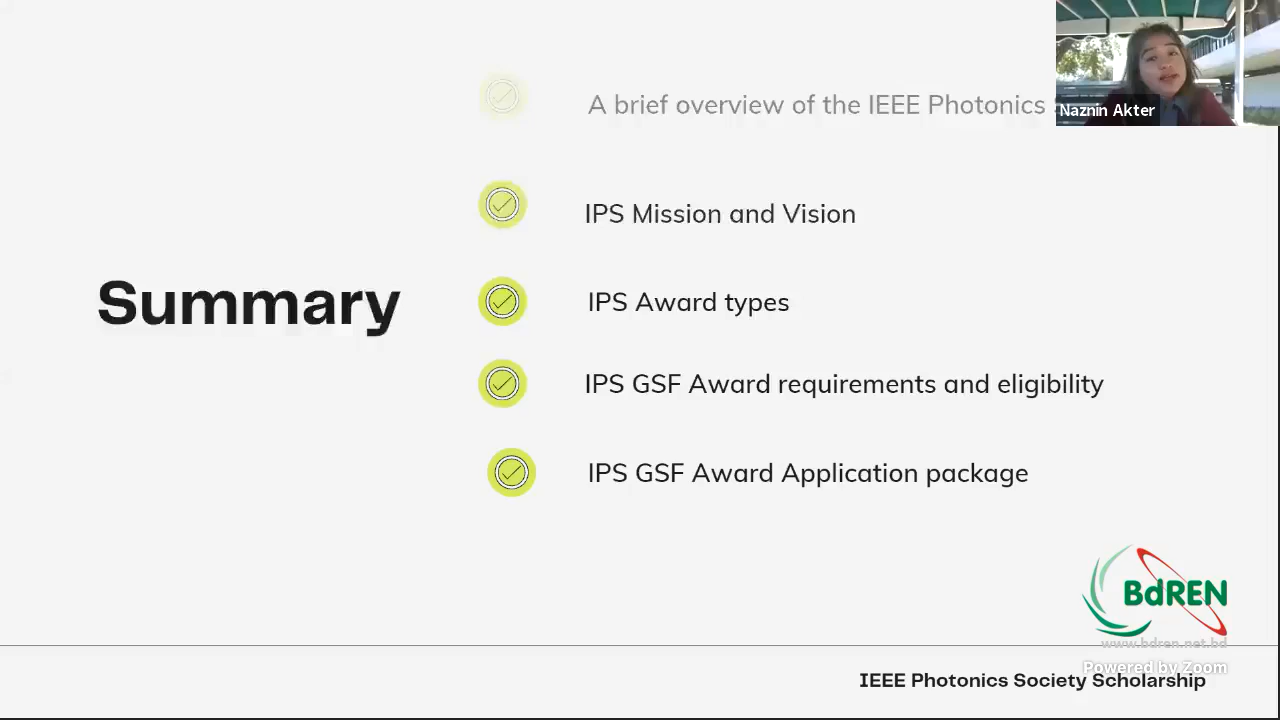 A brief overview of the IEEE Photonics
Naznin Akter
IPS Mission and Vision
Summary
IPS Award types
IPS GSF Award requirements and eligibility
IPS GSF Award Application package
BdREN
www.bdren.net.bd
Powered by Zoom
IEEE Photonics Society Scholarship